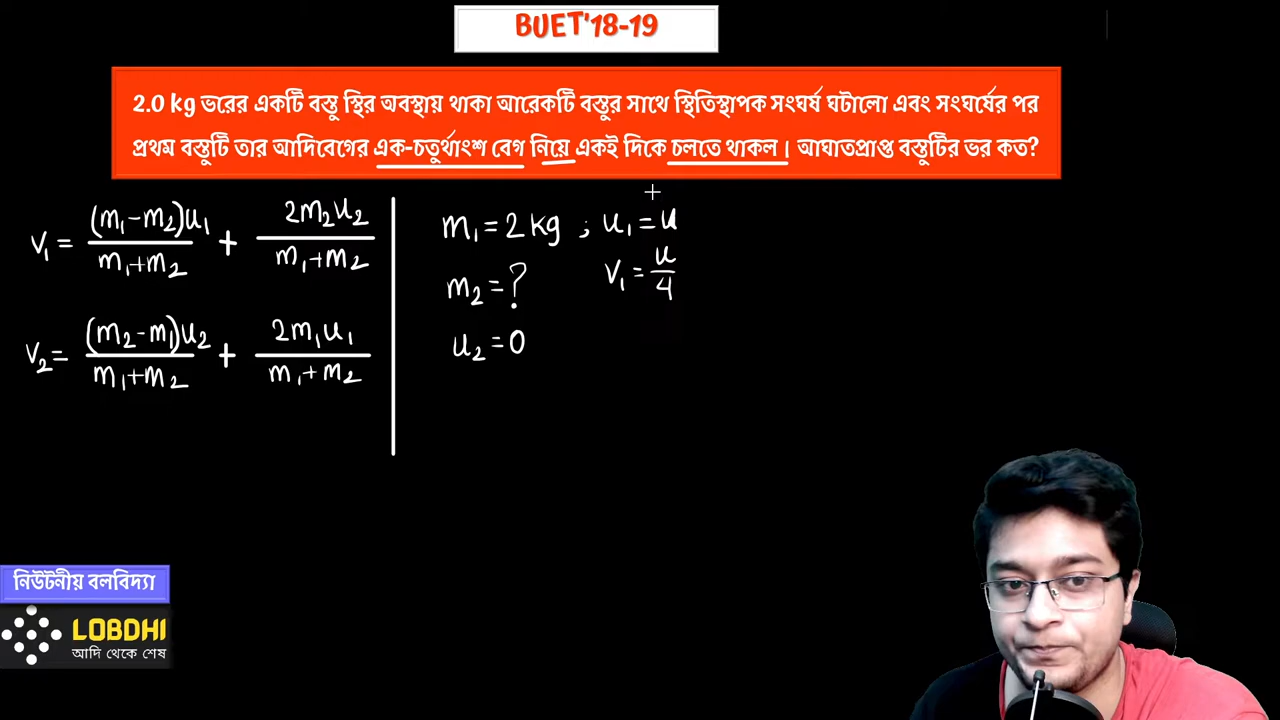 BUET'18-19
2.0 kg ভরের একটি বস্তু স্থির অবস্থায় থাকা আরেকটি বস্তুর সাথে স্থিতিস্থাপক সংঘর্ষ ঘটালো এবং সংঘর্ষের পর
প্রথম বস্তুটি তার আদিবেগের এক-চতুর্থাংশ বেগ নিয়ে একই দিকে চলতে থাকল। আঘাতপ্রাপ্ত বস্তুটির ভর কত?
v₁ = (m₁-m₂)u₁/m₁+m₂ + 2m₂u₂/m₁+m₂
v₂ = (m₂-m₁)u₂/m₁+m₂ + 2m₁u₁/m₁+m₂
m₁ = 2 kg ; u₁ = u
m₂ = ? v₁ = u/4
u₂ = 0
নিউটনীয় বলবিদ্যা
LOBDHI
আদি থেকে শেষ